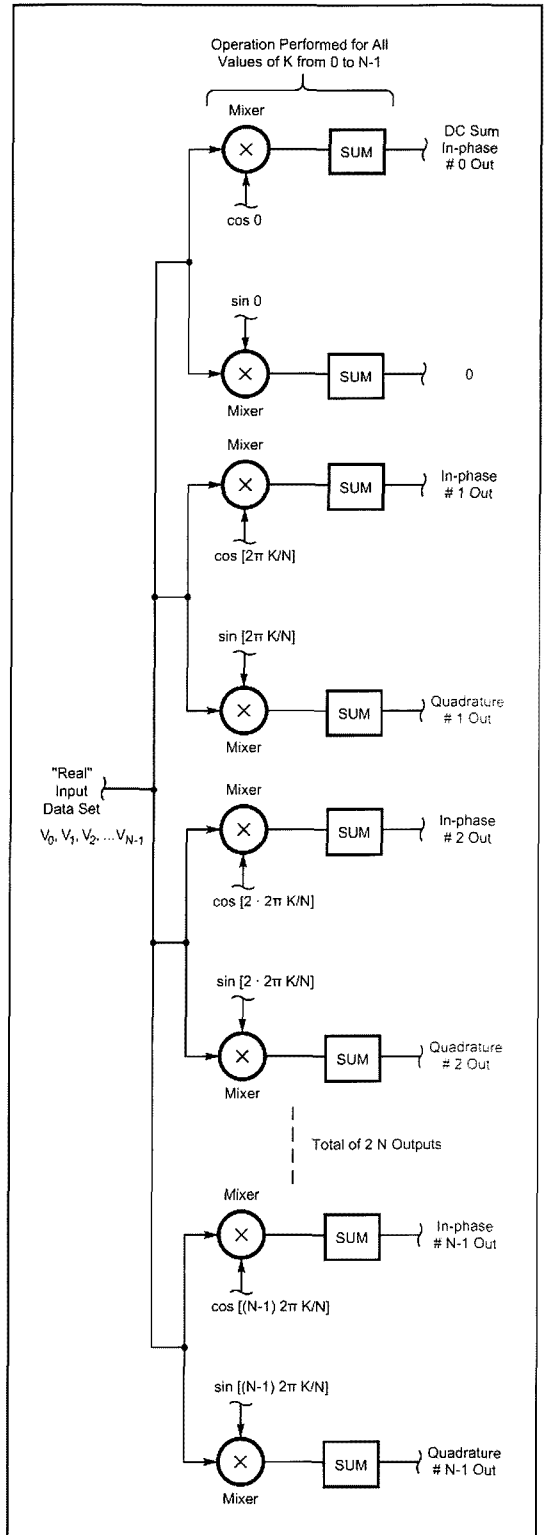 Operation Performed for All
Values of K from 0 to N-1
Mixer
×
SUM
DC Sum
In-phase
# 0 Out
cos 0
sin 0
×
SUM
0
Mixer
Mixer
×
SUM
In-phase
# 1 Out
cos [2π K/N]
sin [2π K/N]
×
SUM
Quadrature
# 1 Out
Mixer
"Real"
Input
Data Set
V0, V1, V2, ...VN-1
Mixer
×
SUM
In-phase
# 2 Out
cos [2 · 2π K/N]
sin [2 · 2π K/N]
×
SUM
Quadrature
# 2 Out
Mixer
Total of 2 N Outputs
Mixer
×
SUM
In-phase
# N-1 Out
cos [(N-1) 2π K/N]
sin [(N-1) 2π K/N]
×
SUM
Quadrature
# N-1 Out
Mixer